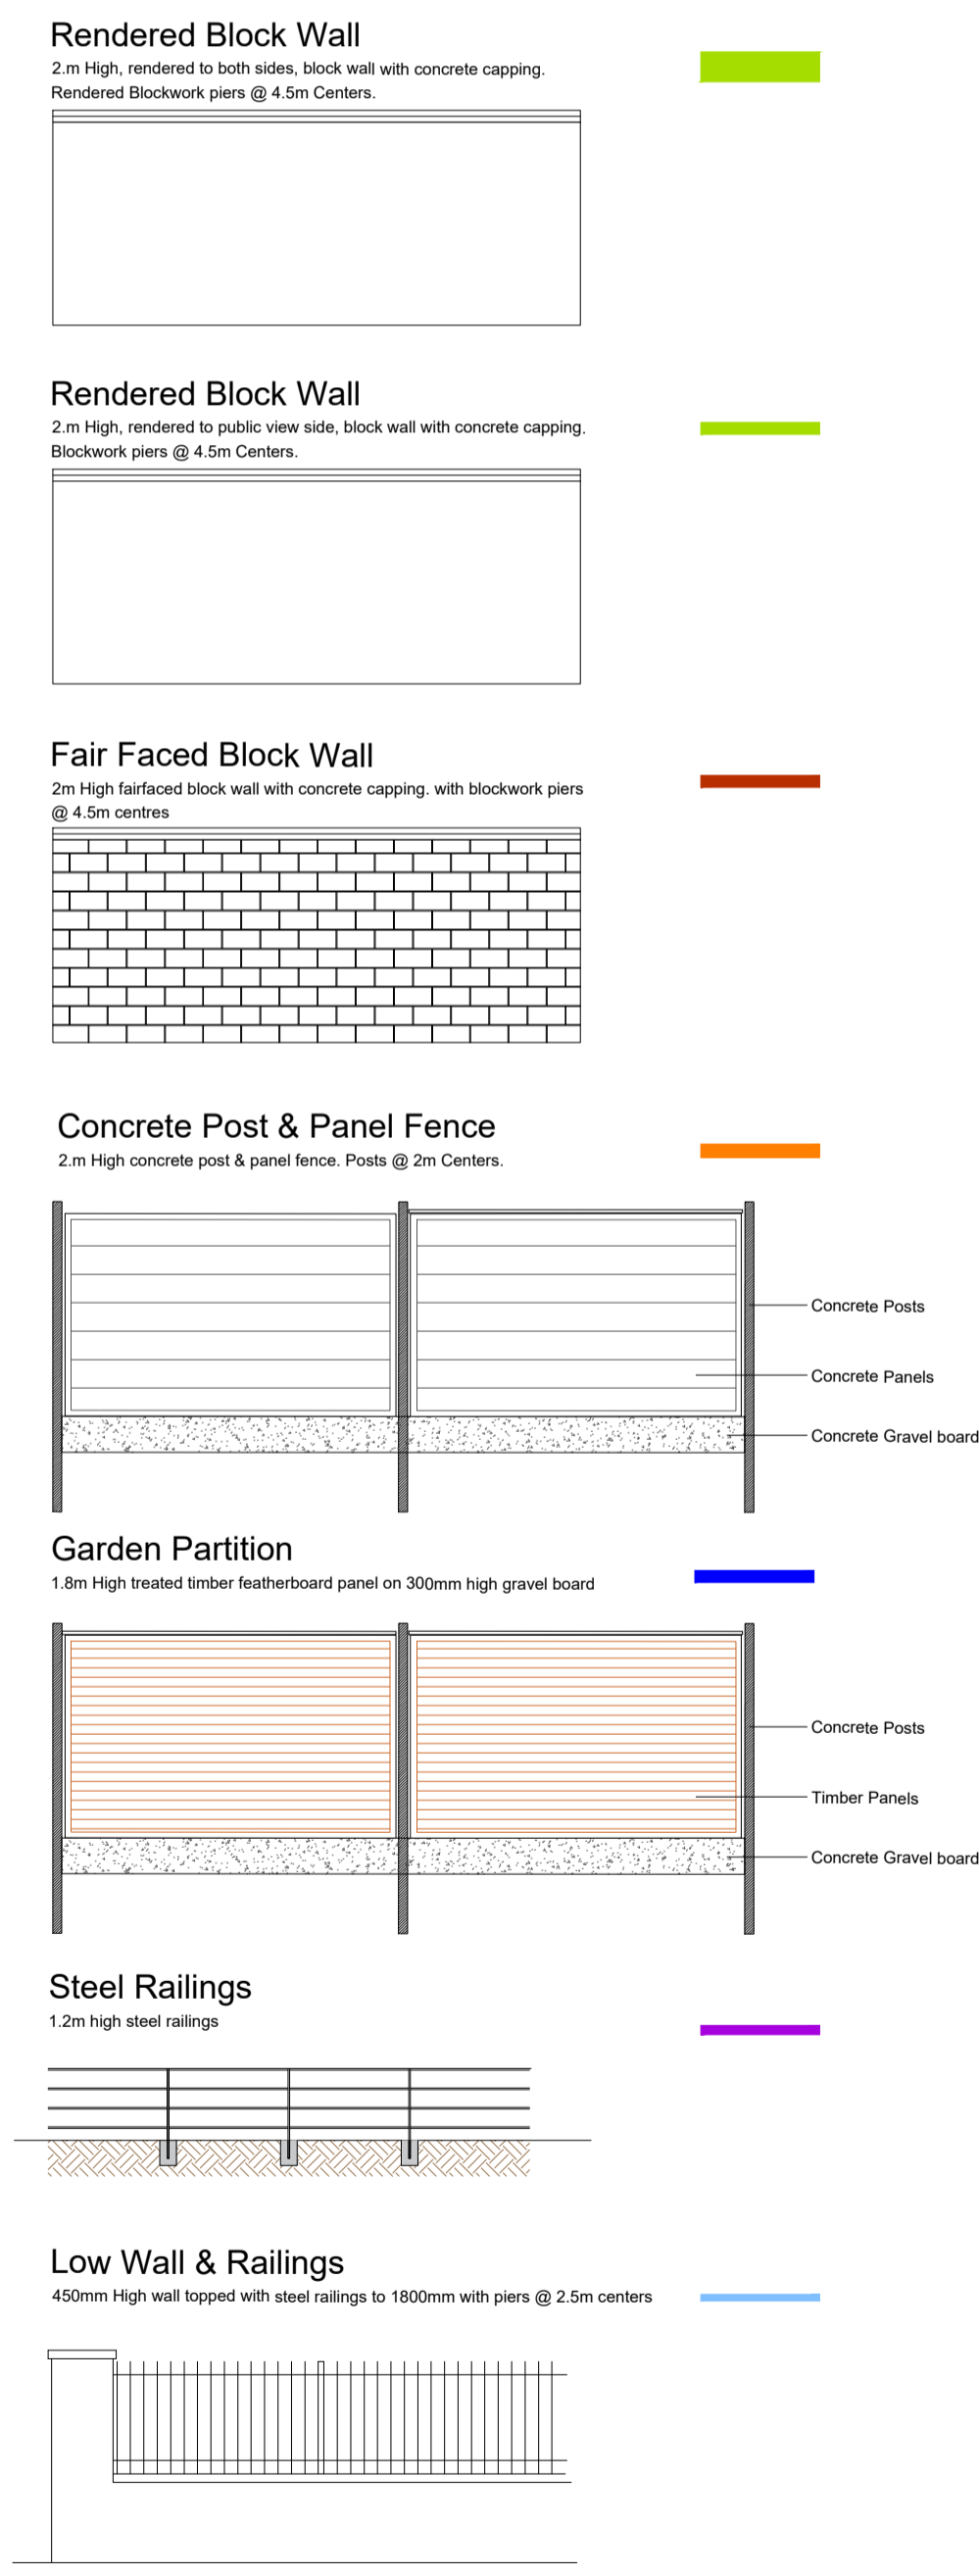 Rendered Block Wall
2.m High, rendered to both sides, block wall with concrete capping.
Rendered Blockwork piers @ 4.5m Centers.
Rendered Block Wall
2.m High, rendered to public view side, block wall with concrete capping.
Blockwork piers @ 4.5m Centers.
Fair Faced Block Wall
2m High fairfaced block wall with concrete capping. with blockwork piers
@ 4.5m centres
Concrete Post & Panel Fence
2.m High concrete post & panel fence. Posts @ 2m Centers.
Concrete Posts
Concrete Panels
Concrete Gravel board
Garden Partition
1.8m High treated timber featherboard panel on 300mm high gravel board
Concrete Posts
Timber Panels
Concrete Gravel board
Steel Railings
1.2m high steel railings
Low Wall & Railings
450mm High wall topped with steel railings to 1800mm with piers @ 2.5m centers